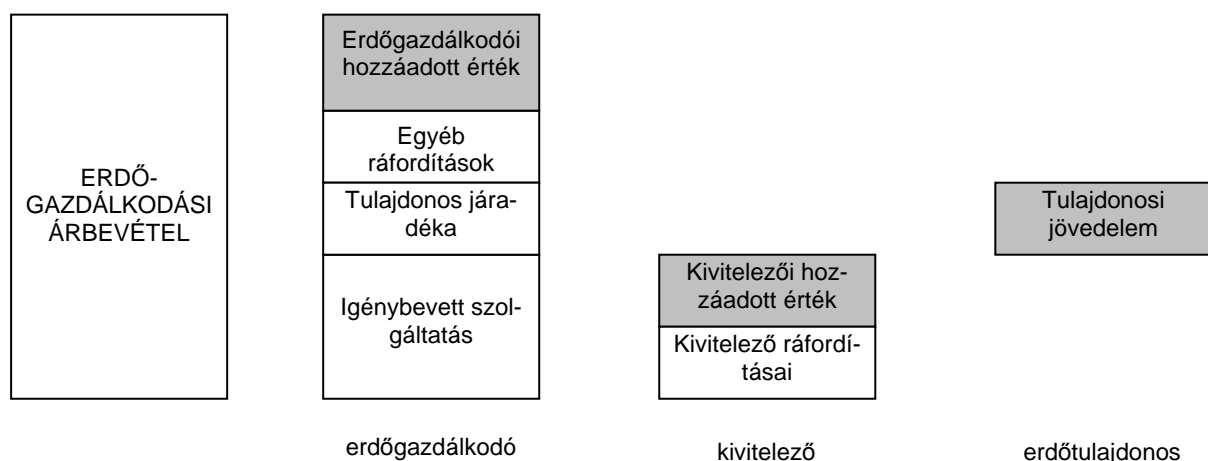 ERDŐ-
GAZDÁLKODÁSI
ÁRBEVÉTEL
Erdőgazdálkodói
hozzáadott érték
Egyéb
ráfordítások
Tulajdonos jára-
déka
Igénybevett szol-
gáltatás
erdőgazdálkodó
Kivitelezői hoz-
záadott érték
Kivitelező ráfordí-
tásai
kivitelező
Tulajdonosi
jövedelem
erdőtulajdonos